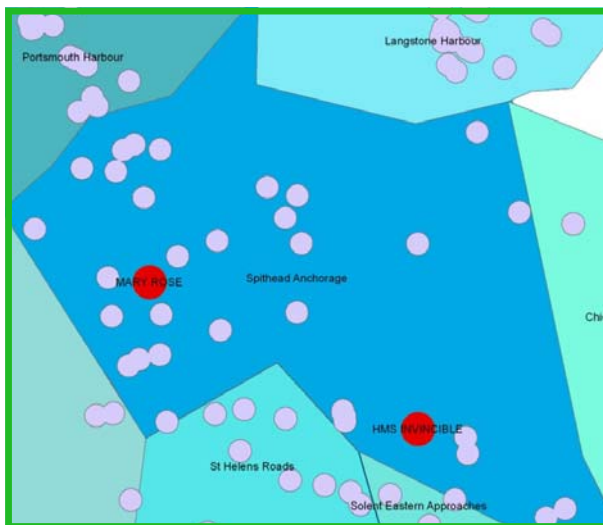 Langstone Harbour
Portsmouth Harbour
MARY ROSE
Spithead Anchorage
Chi
HMS INVINCIBLE
St Helens Roads
Solent Eastern Approaches